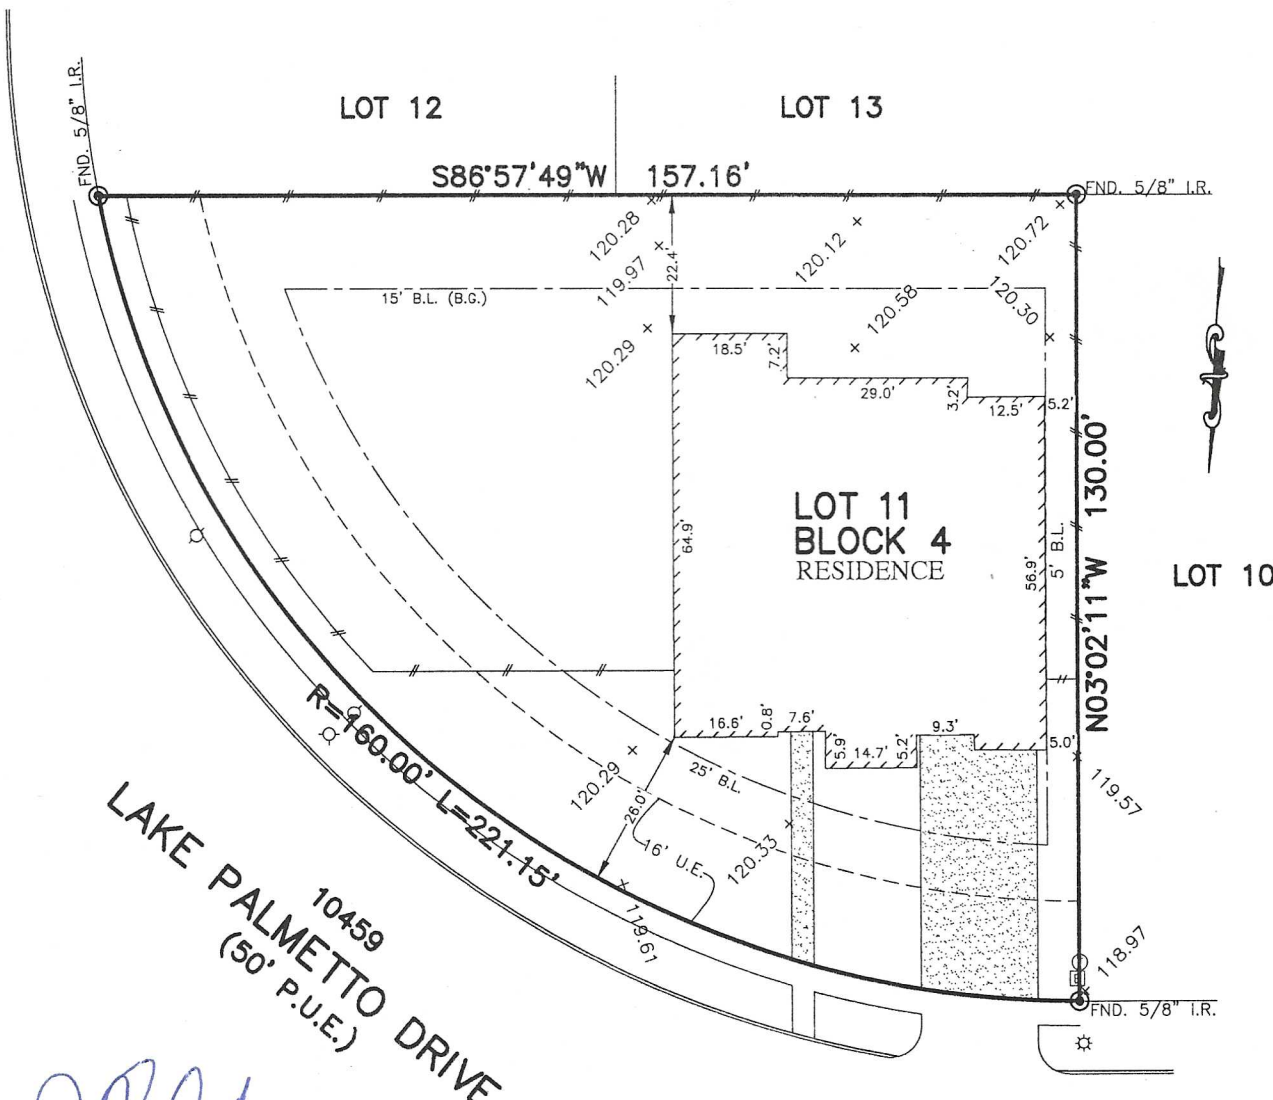 LOT 12
LOT 13
FND. 5/8" I.R.
S86°57'49"W 157.16'
FND. 5/8" I.R.
120.28
119.97
22.4'
120.12
120.72
15' B.L. (B.G.)
120.58
120.30
120.29
18.5'
7.2'
29.0'
3.2'
12.5'
5.2'
N03°02'11"W 130.00'
LOT 11
BLOCK 4
RESIDENCE
64.9'
56.9'
5' B.L.
LOT 10
16.6'
0.8'
7.6'
5.9'
14.7'
5.2'
9.3'
5.0'
R=160.00' L=221.15'
120.29
26.0'
25' B.L.
16' U.E.
120.33
119.57
119.61
118.97
E
FND. 5/8" I.R.
10459
LAKE PALMETTO DRIVE
(50' P.U.E.)